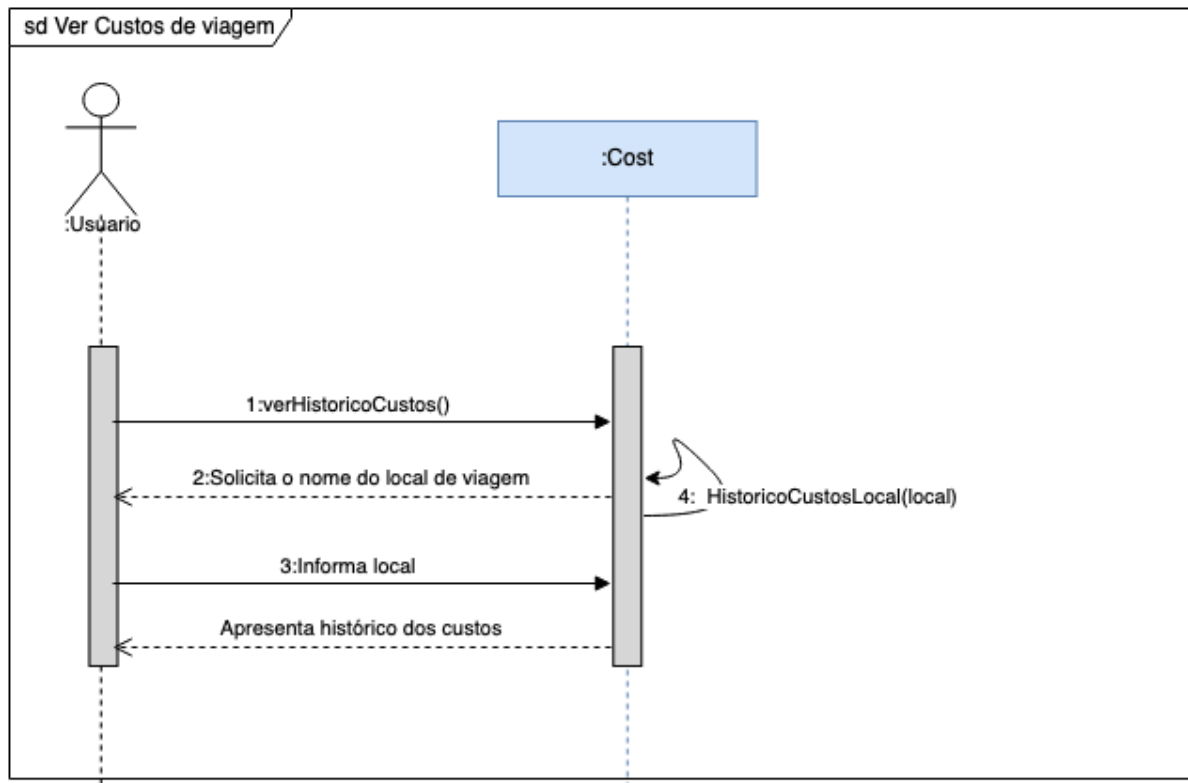 sd Ver Custos de viagem
:Usuario
:Cost
1:verHistoricoCustos()
2:Solicita o nome do local de viagem
4: HistoricoCustosLocal(local)
3:Informa local
Apresenta histórico dos custos